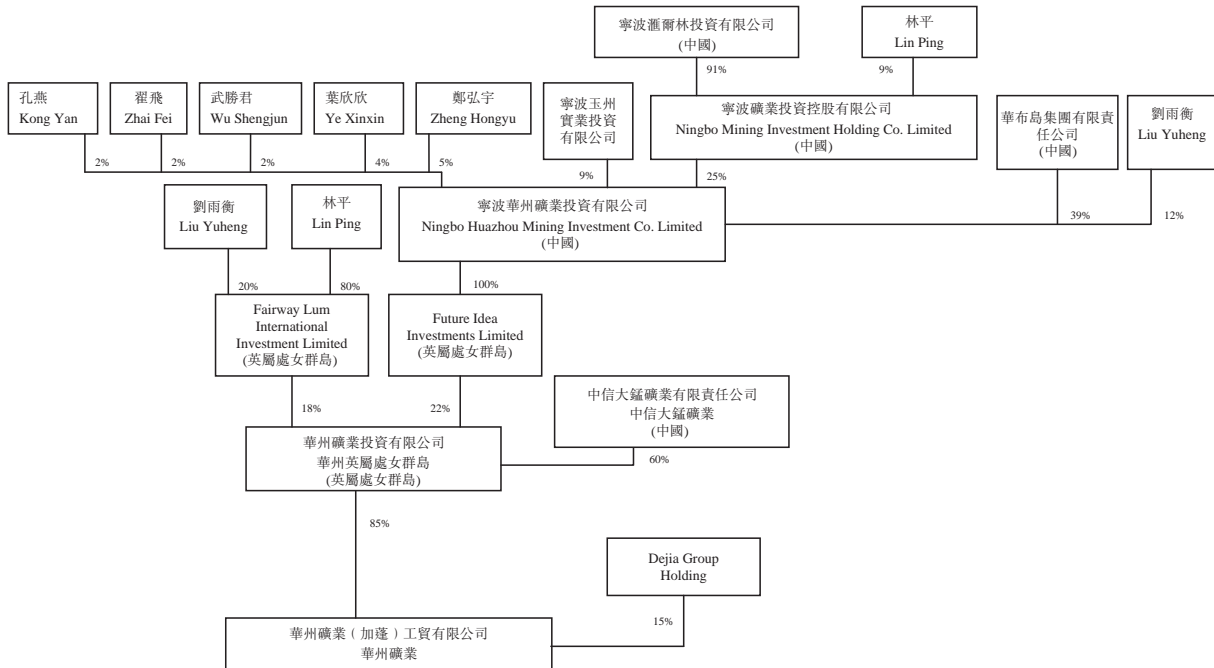 寧波滙爾林投資有限公司
(中國)
林平
Lin Ping
91%
9%
孔燕
Kong Yan
翟飛
Zhai Fei
武勝君
Wu Shengjun
葉欣欣
Ye Xinxin
鄭弘宇
Zheng Hongyu
寧波玉州
實業投資
有限公司
寧波礦業投資控股有限公司
Ningbo Mining Investment Holding Co. Limited
(中國)
華布島集團有限責
任公司
(中國)
劉雨衡
Liu Yuheng
2%
2%
2%
4%
5%
9%
25%
39%
12%
劉雨衡
Liu Yuheng
林平
Lin Ping
寧波華州礦業投資有限公司
Ningbo Huazhou Mining Investment Co. Limited
(中國)
20%
80%
100%
Fairway Lum
International
Investment Limited
(英屬處女群島)
Future Idea
Investments Limited
(英屬處女群島)
18%
22%
中信大錳礦業有限責任公司
中信大錳礦業
(中國)
華州礦業投資有限公司
華州英屬處女群島
(英屬處女群島)
60%
85%
Dejia Group
Holding
15%
華州礦業（加蓬）工貿有限公司
華州礦業